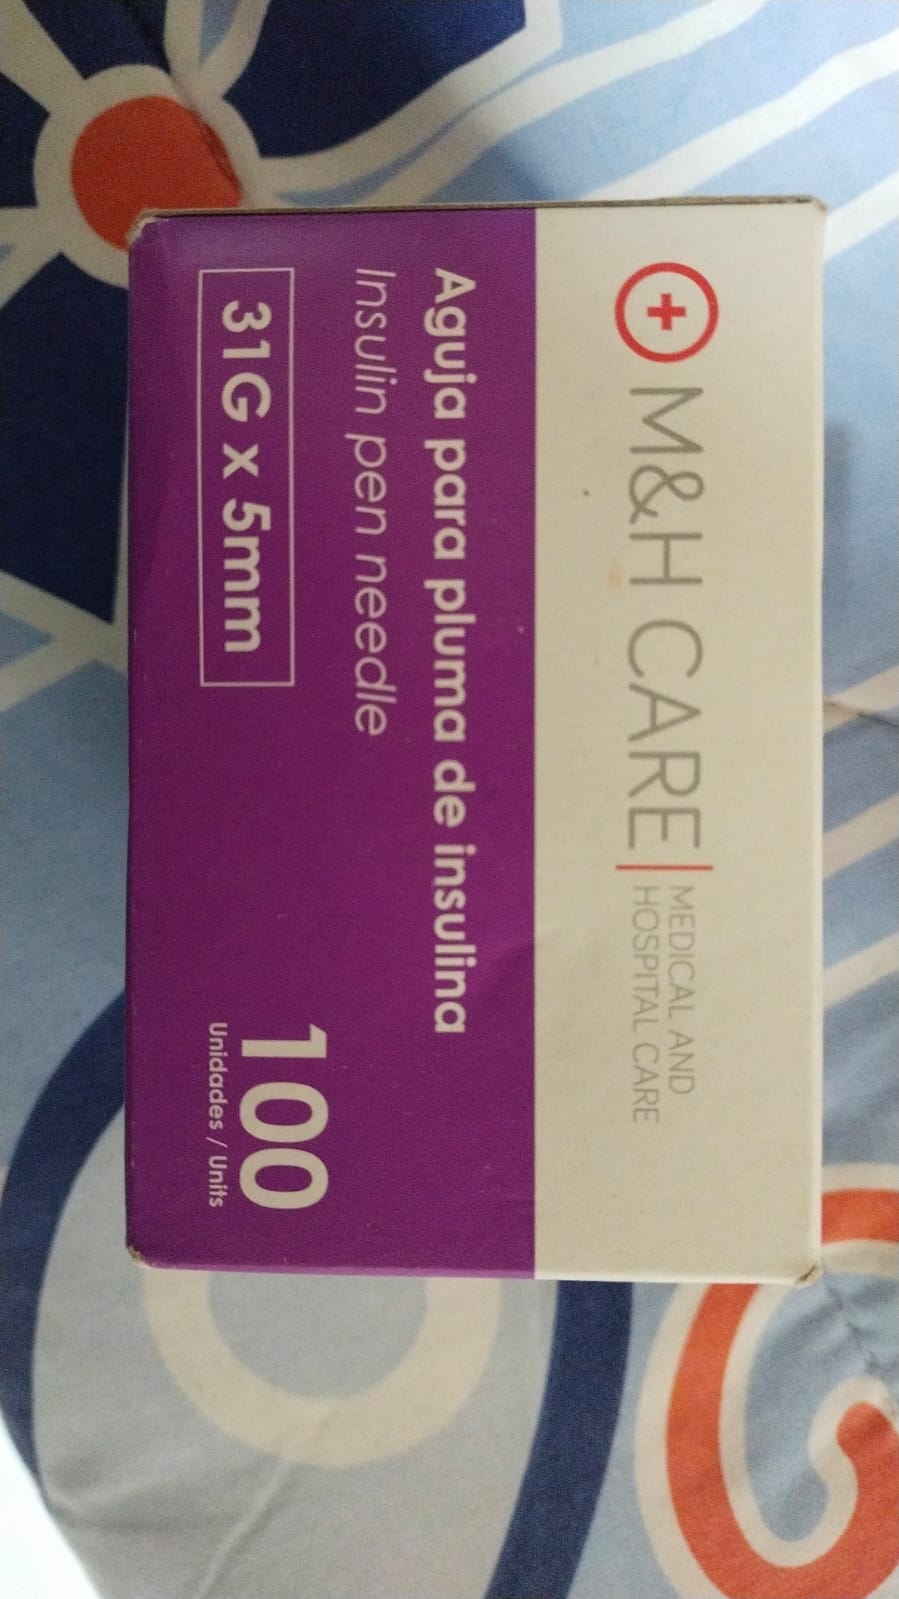 M&H CARE
MEDICAL AND
HOSPITAL CARE
Aguja para pluma de insulina
Insulin pen needle
31G x 5mm
100
Unidades / Units